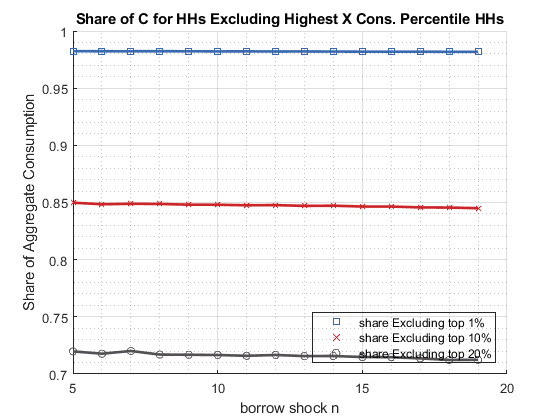 Share of C for HHs Excluding Highest X Cons. Percentile HHs
1
0.95
0.9
0.85
0.8
0.75
0.7
Share of Aggregate Consumption
share Excluding top 1%
share Excluding top 10%
share Excluding top 20%
5
10
15
20
borrow shock n